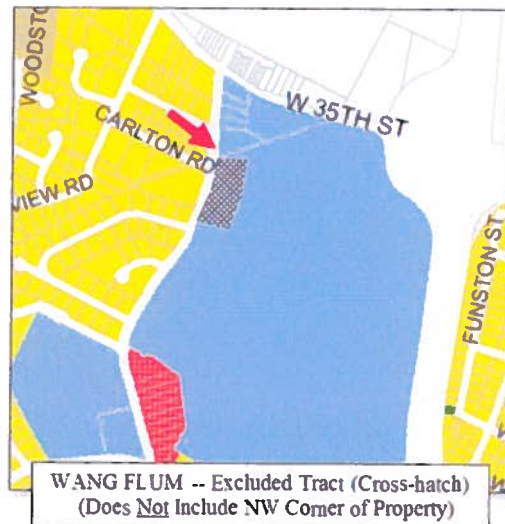 WOODSTO
W 35TH ST
CARLTON RD
VIEW RD
FUNSTON ST
WANG FLUM -- Excluded Tract (Cross-hatch)
(Does Not Include NW Corner of Property)